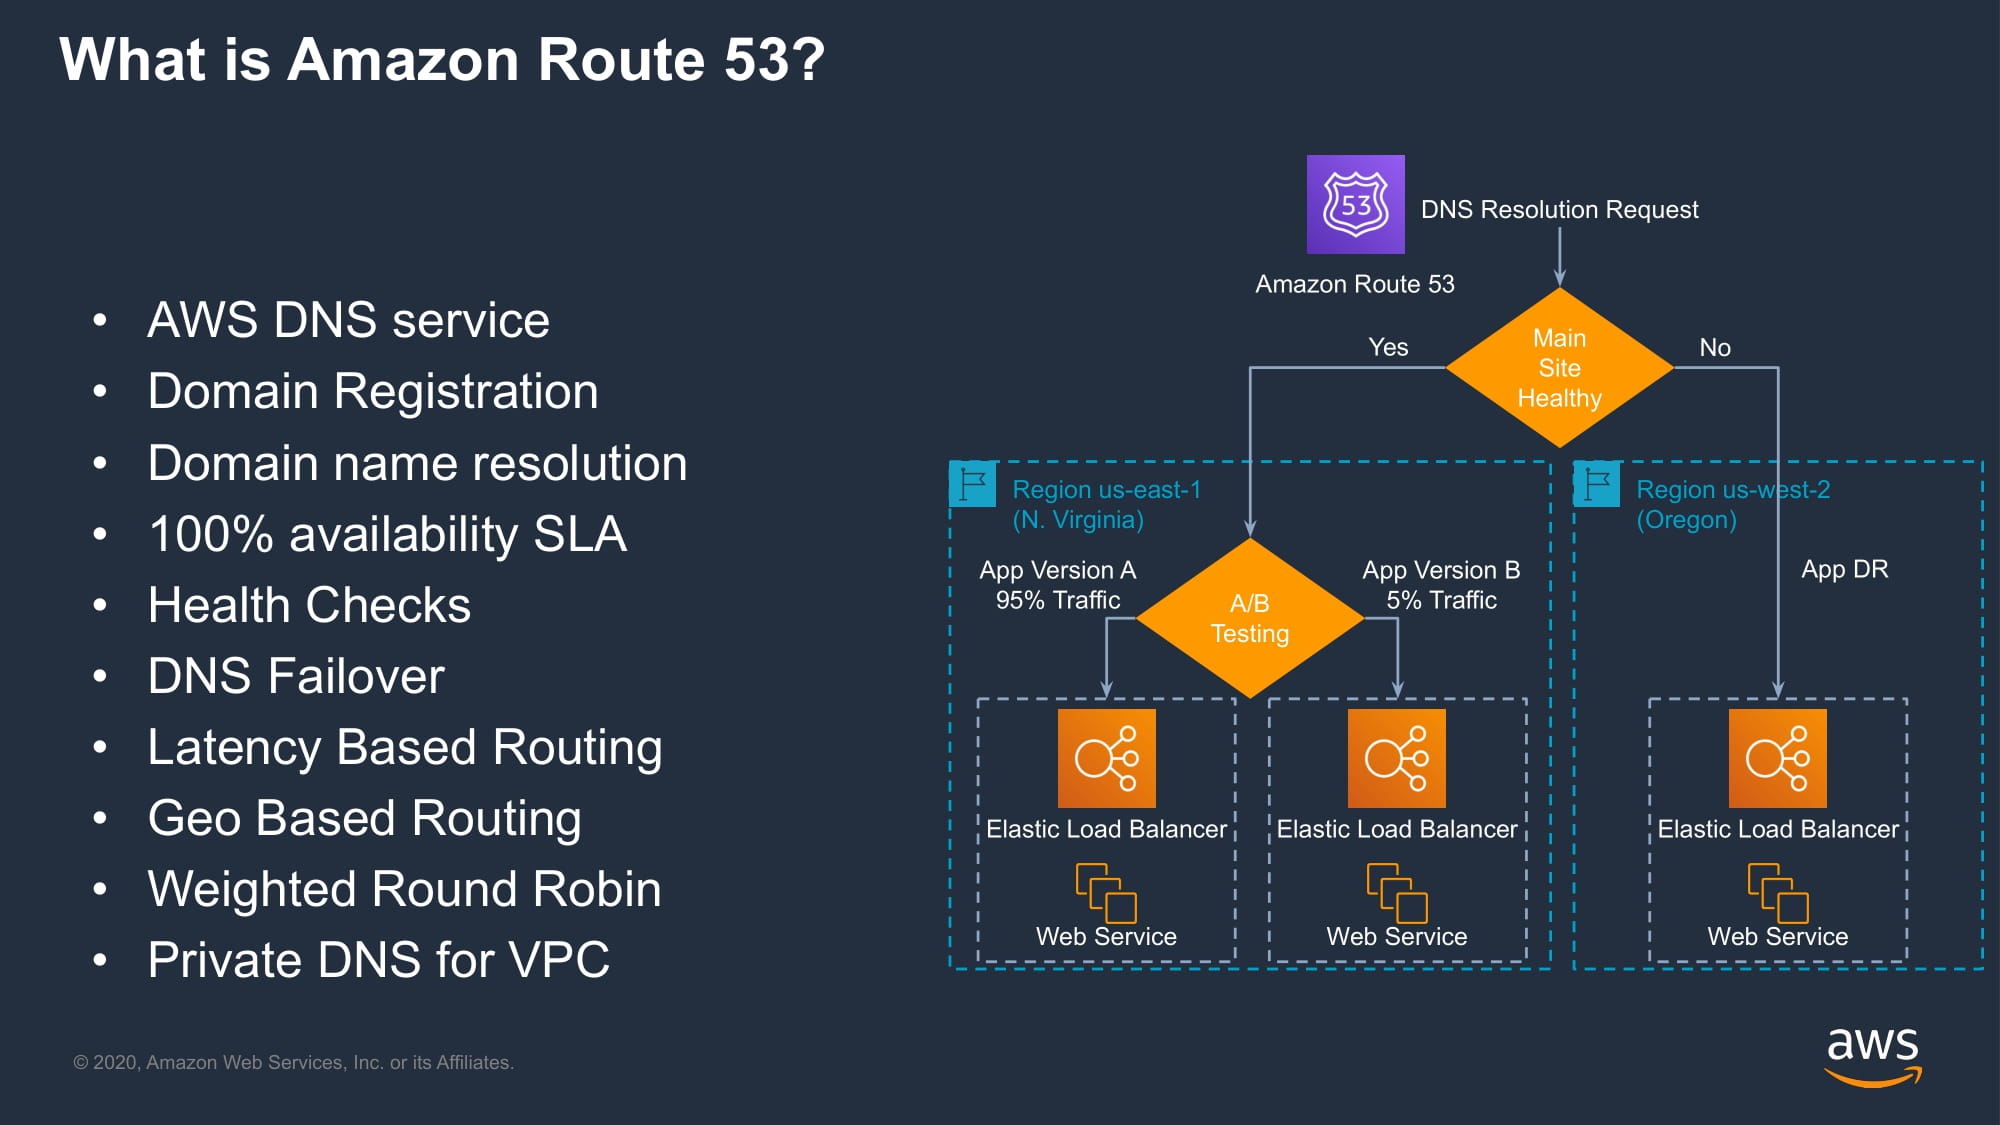 What is Amazon Route 53?
• AWS DNS service
• Domain Registration
• Domain name resolution
• 100% availability SLA
• Health Checks
• DNS Failover
• Latency Based Routing
• Geo Based Routing
• Weighted Round Robin
• Private DNS for VPC
53
DNS Resolution Request
Amazon Route 53
Main
Site
Healthy
Yes
No
Region us-east-1
(N. Virginia)
App Version A
95% Traffic
A/B
Testing
App Version B
5% Traffic
Elastic Load Balancer
Web Service
Elastic Load Balancer
Web Service
Region us-west-2
(Oregon)
App DR
Elastic Load Balancer
Web Service
© 2020, Amazon Web Services, Inc. or its Affiliates.
aws